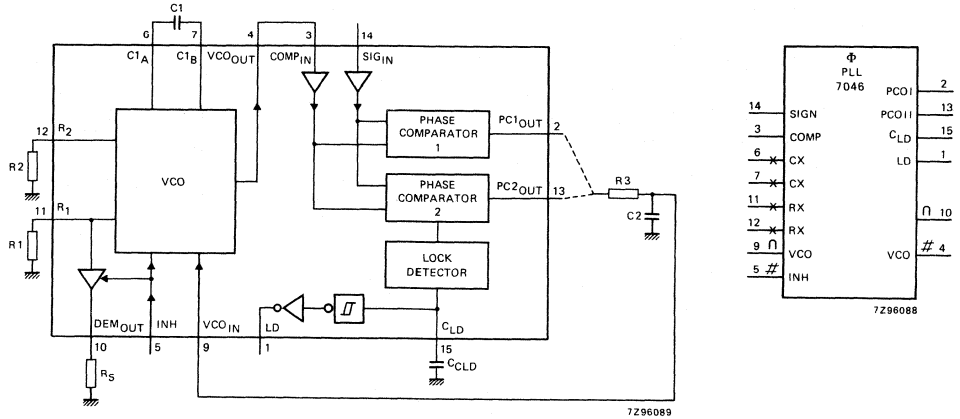 C1
6 7 4 3 14
C1A C1B VCOOUT COMPIN SIGIN
12 R2
R2
VCO
PHASE
COMPARATOR
1
PC1OUT
2
PHASE
COMPARATOR
2
PC2OUT
13
R3
C2
11 R1
R1
LOCK
DETECTOR
DEMOUT INH VCOIN LD CLD
10 5 9 1 15
RS
CCLD
7Z96089
Φ
PLL
7046
14 SIGN
3 COMP
6 CX
7 CX
11 RX
12 RX
9 ∩ VCO
5 # INH
PCOI 2
PCOII 13
CLD 15
LD 1
∩ 10
VCO # 4
7Z96088